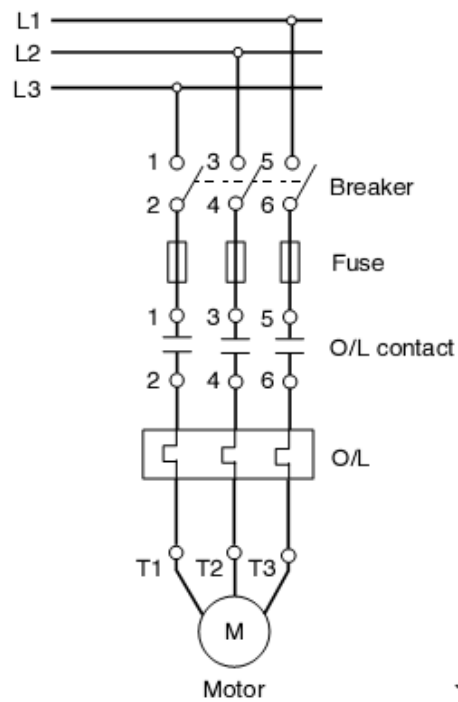 L1
L2
L3
1 3 5
2 4 6 Breaker
Fuse
1 3 5
O/L contact
2 4 6
O/L
T1 T2 T3
M
Motor